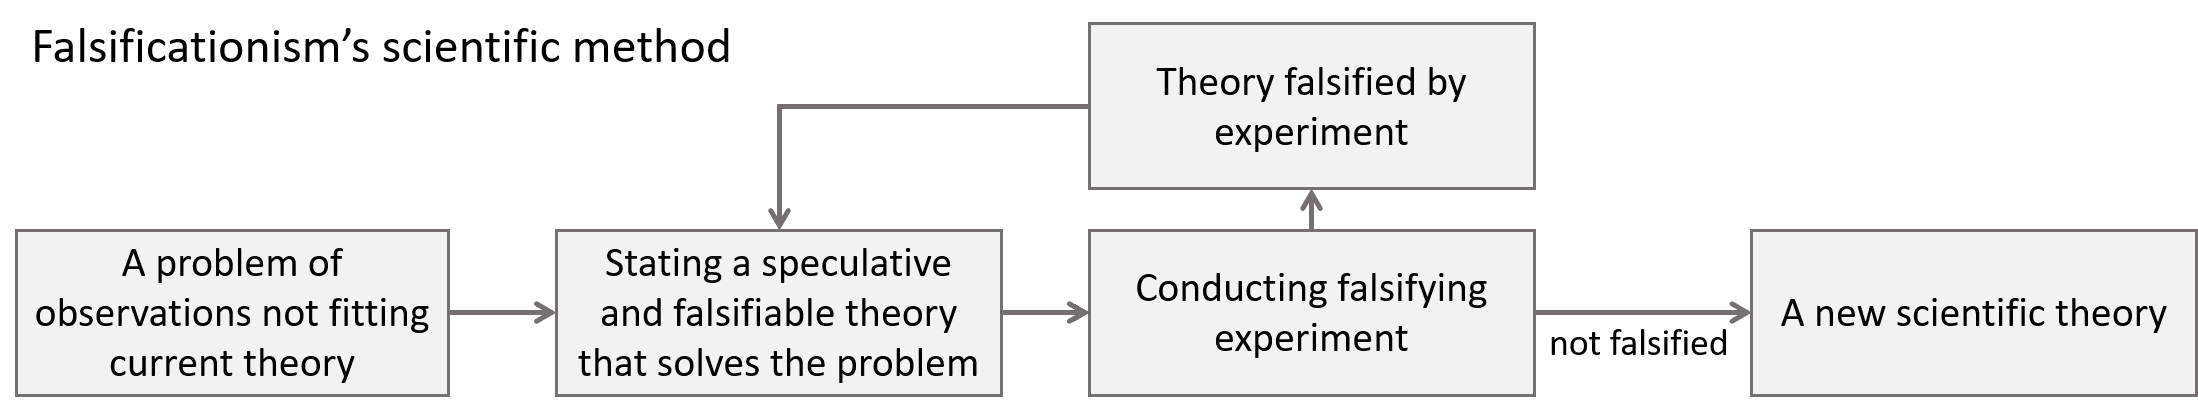 Falsificationism’s scientific method
Theory falsified by
experiment
A problem of
observations not fitting
current theory
Stating a speculative
and falsifiable theory
that solves the problem
Conducting falsifying
experiment
not falsified
A new scientific theory